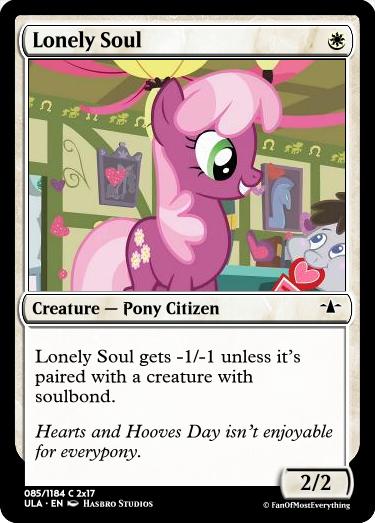 Lonely Soul
Creature — Pony Citizen
Lonely Soul gets -1/-1 unless it's
paired with a creature with
soulbond.
Hearts and Hooves Day isn't enjoyable
for everypony.
2/2
085/1184 C 2x17
ULA • EN Hasbro Studios
© FanOfMostEverything